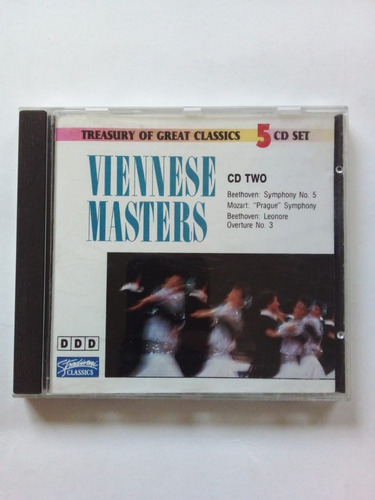 TREASURY OF GREAT CLASSICS 5 CD SET
VIENNESE
MASTERS
CD TWO
Beethoven: Symphony No. 5
Mozart: "Prague" Symphony
Beethoven: Leonore
Overture No. 3
DDD
Stradivari
CLASSICS